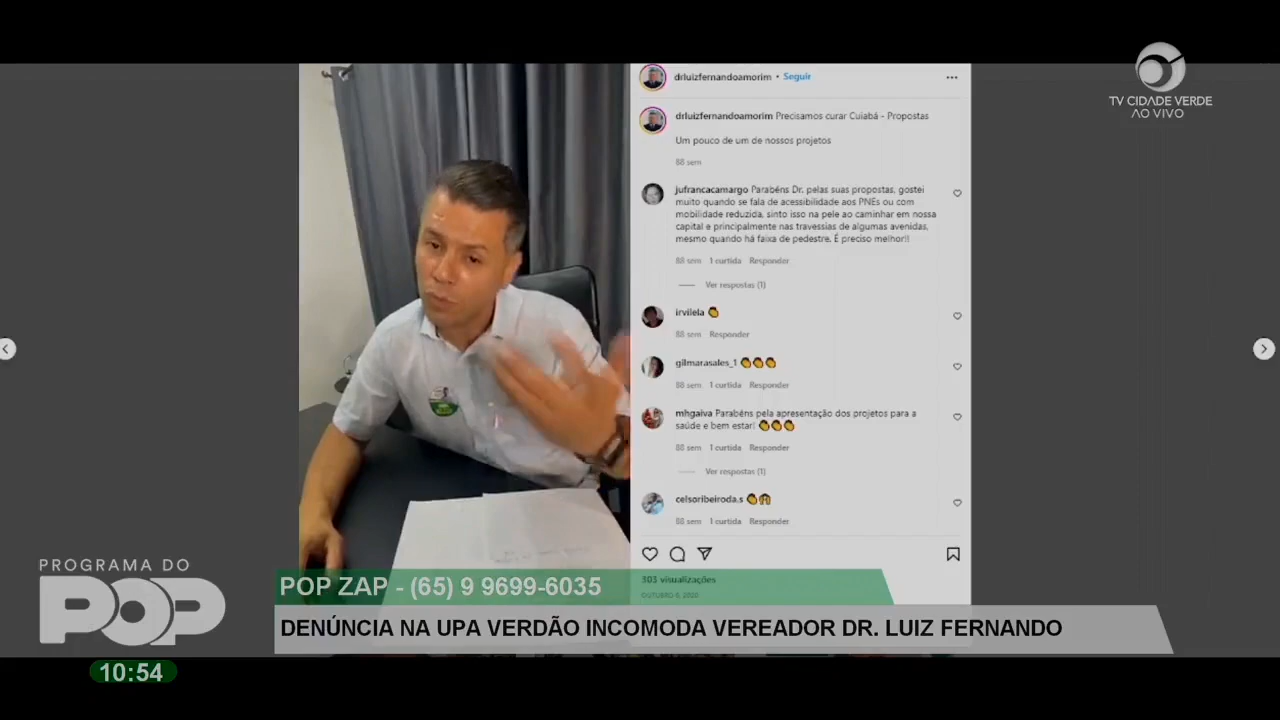 TV CIDADE VERDE
AO VIVO
drluizfernandoamorim • Seguir
drluizfernandoamorim Precisamos curar Cuiabá - Propostas
Um pouco de um de nossos projetos
88 sem
jufrancacamargo Parabéns Dr. pelas suas propostas, gostei
muito quando se fala de acessibilidade aos PNEs ou com
mobilidade reduzida, sinto isso na pele ao caminhar em nossa
capital e principalmente nas travessias de algumas avenidas,
mesmo quando há faixa de pedestre. É preciso melhor!!
88 sem 1 curtida Responder
Ver respostas (1)
irvilela 👏
88 sem Responder
gilmarasales_1 👏👏👏
88 sem 1 curtida Responder
mhgaiva Parabéns pela apresentação dos projetos para a
saúde e bem estar! 👏👏👏
88 sem 1 curtida Responder
Ver respostas (1)
celsoribeiroda.s 👏🙌
88 sem 1 curtida Responder
303 visualizações
OUTUBRO 6, 2020
PROGRAMA DO
POP
POP ZAP - (65) 9 9699-6035
DENÚNCIA NA UPA VERDÃO INCOMODA VEREADOR DR. LUIZ FERNANDO
10:54